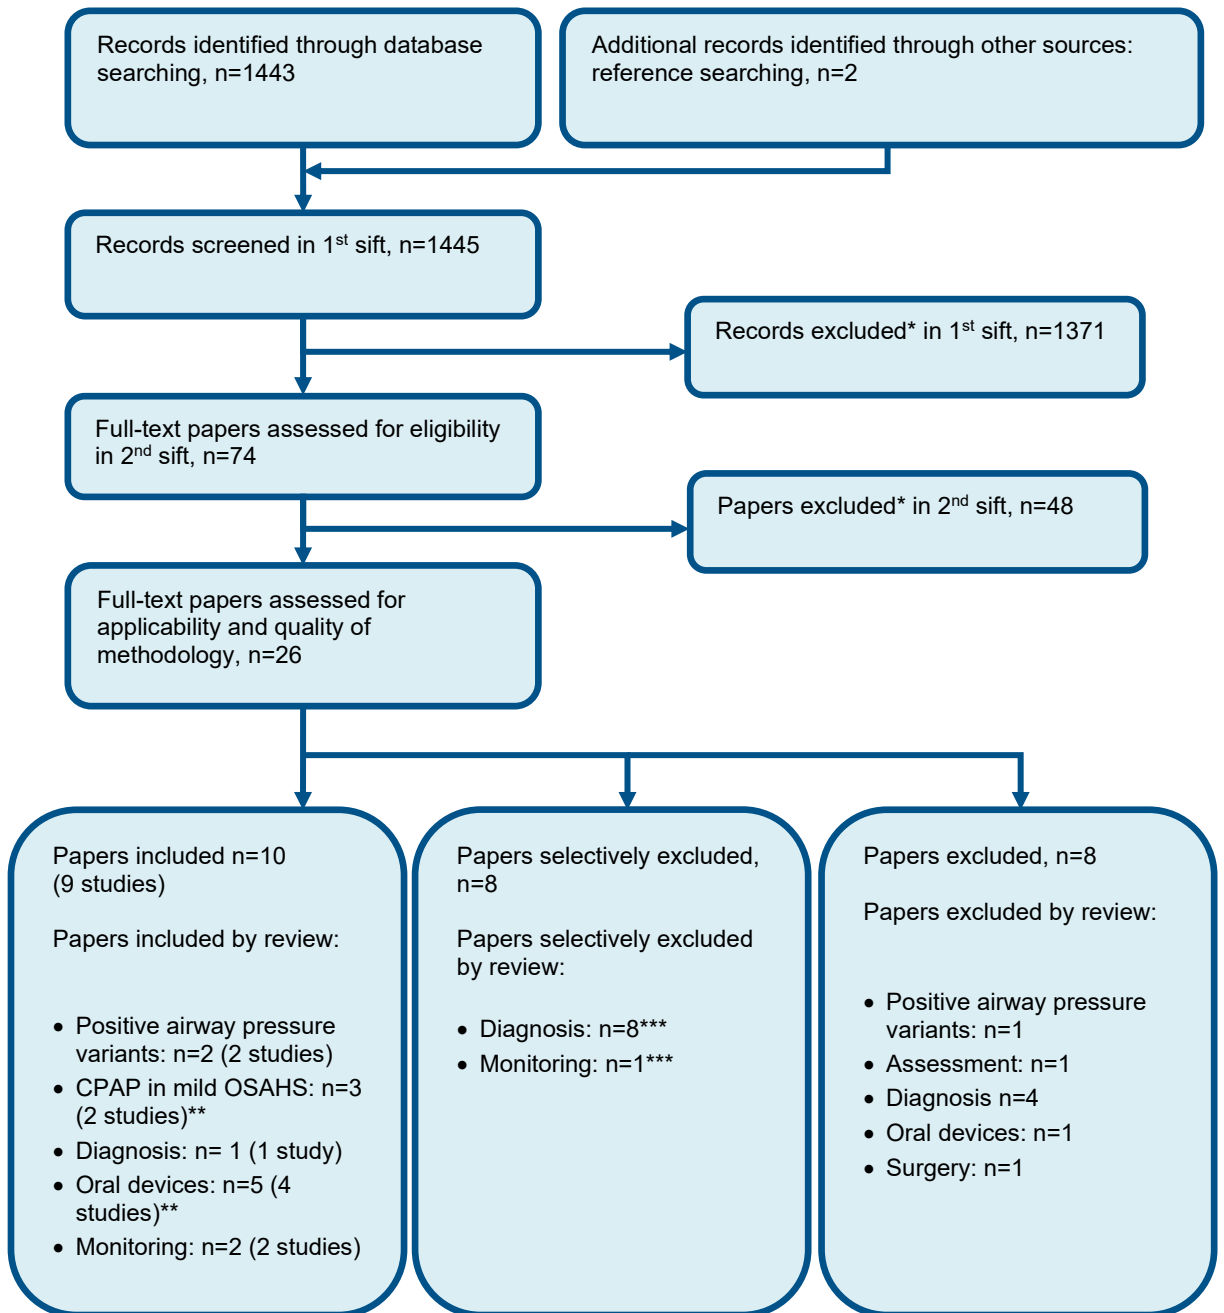 Records identified through database
searching, n=1443
Additional records identified through other sources:
reference searching, n=2
Records screened in 1st sift, n=1445
Records excluded* in 1st sift, n=1371
Full-text papers assessed for eligibility
in 2nd sift, n=74
Papers excluded* in 2nd sift, n=48
Full-text papers assessed for
applicability and quality of
methodology, n=26
Papers included n=10
(9 studies)
Papers included by review:
• Positive airway pressure
variants: n=2 (2 studies)
• CPAP in mild OSAHS: n=3
(2 studies)**
• Diagnosis: n= 1 (1 study)
• Oral devices: n=5 (4
studies)**
• Monitoring: n=2 (2 studies)
Papers selectively excluded,
n=8
Papers selectively excluded
by review:
• Diagnosis: n=8***
• Monitoring: n=1***
Papers excluded, n=8
Papers excluded by review:
• Positive airway pressure
variants: n=1
• Assessment: n=1
• Diagnosis n=4
• Oral devices: n=1
• Surgery: n=1